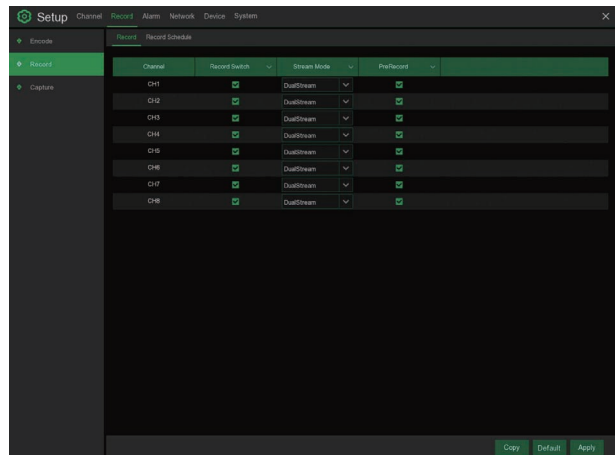 Setup Channel Record Alarm Network Device System
Encode
Record
Capture
Record Record Schedule
Channel Record Switch Stream Mode PreRecord
CH1 DualStream
CH2 DualStream
CH3 DualStream
CH4 DualStream
CH5 DualStream
CH6 DualStream
CH7 DualStream
CH8 DualStream
Copy Default Apply